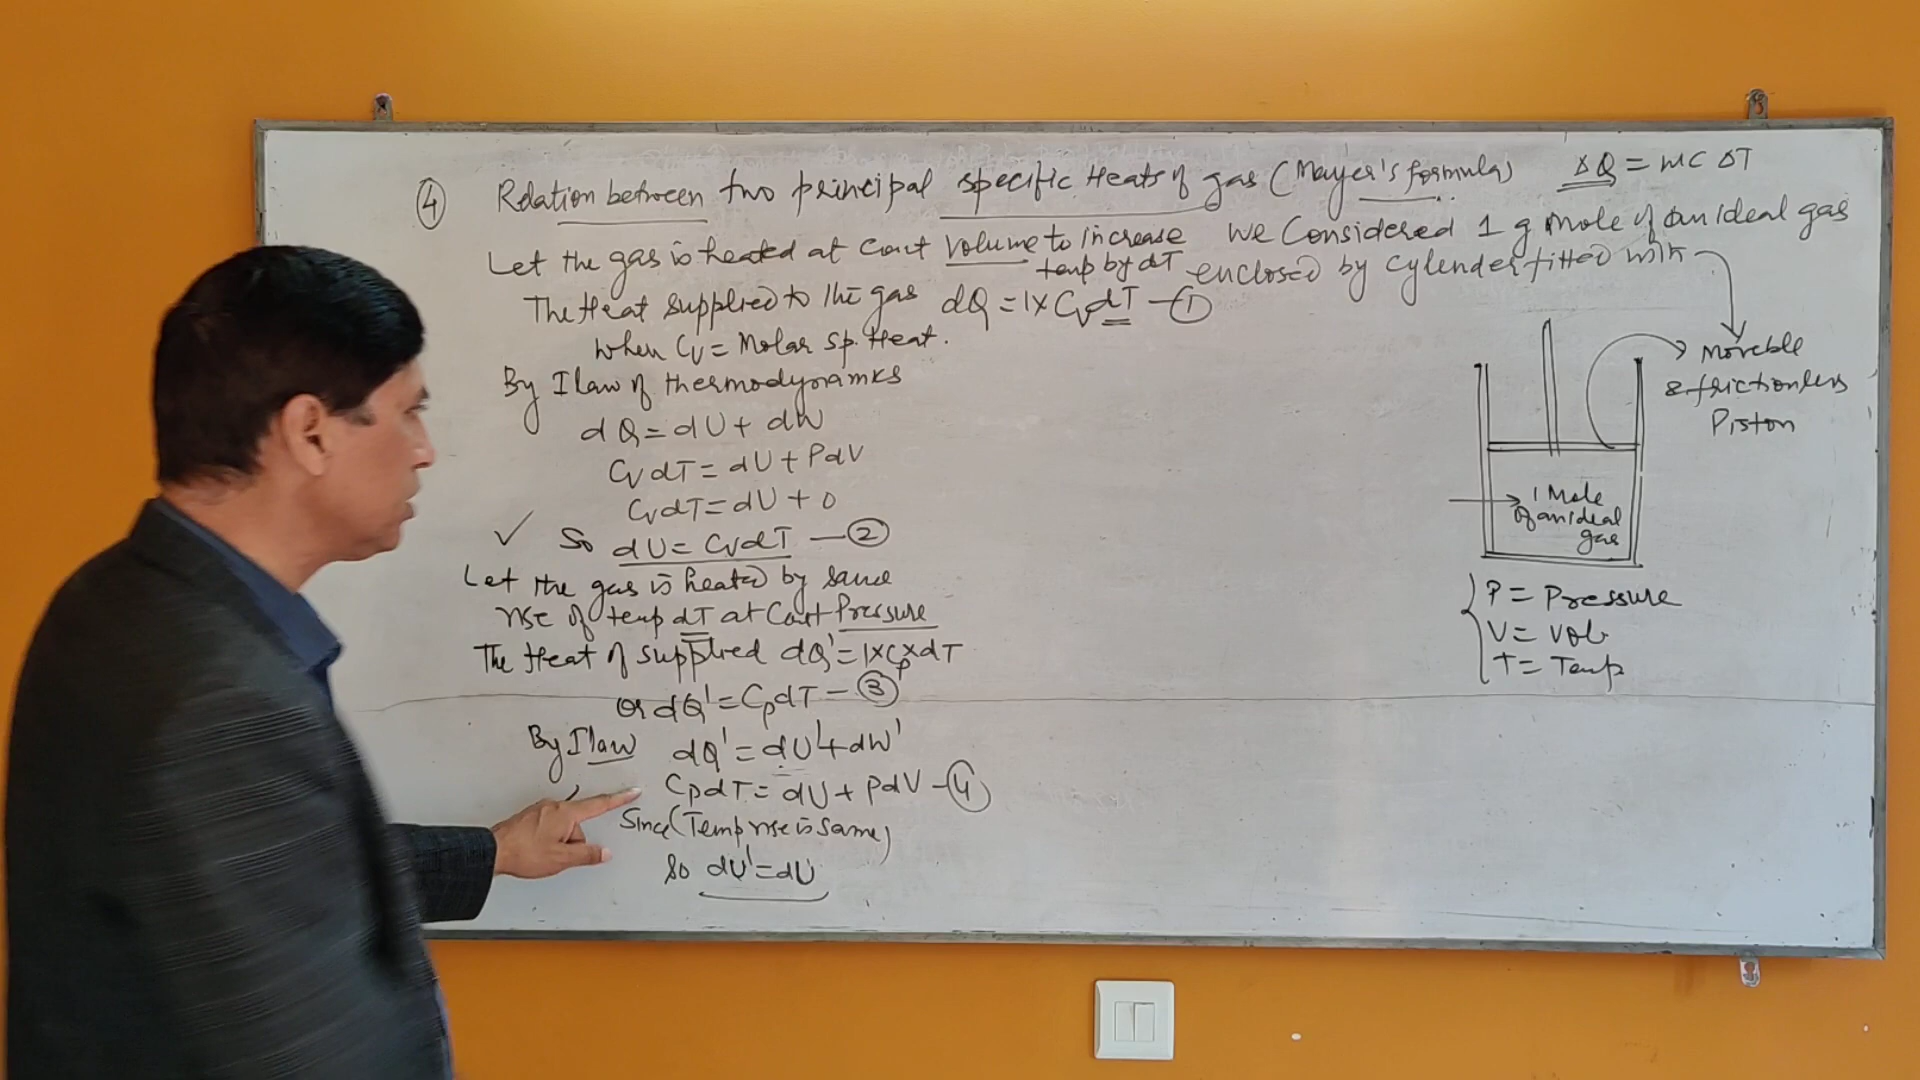 ④ Relation between two principal specific Heats of gas (Mayer's formula) ΔQ = mC ΔT
Let the gas is heated at Const Volume to increase temp by dT
The Heat supplied to the gas dQ = 1× CvdT — ①
when Cv = Molar sp. Heat.
By I law of thermodynamics
dQ = dU + dW
CvdT = dU + PdV
CvdT = dU + 0
✓ So dU = CvdT — ②
Let the gas is heated by same
rise of temp dT at Const Pressure
The Heat of supplied dQ' = 1×Cp×dT
or dQ' = CpdT — ③
By I law dQ' = dU' + dW'
CpdT = dU + PdV — ④
Since (Temp rise is same)
So dU' = dU
We Considered 1 g mole of an Ideal gas
enclosed by cylender fitted with
Moveble
& frictionless
Piston
1 Mole
of an ideal
gas
P = Pressure
V = Vol.
T = Temp